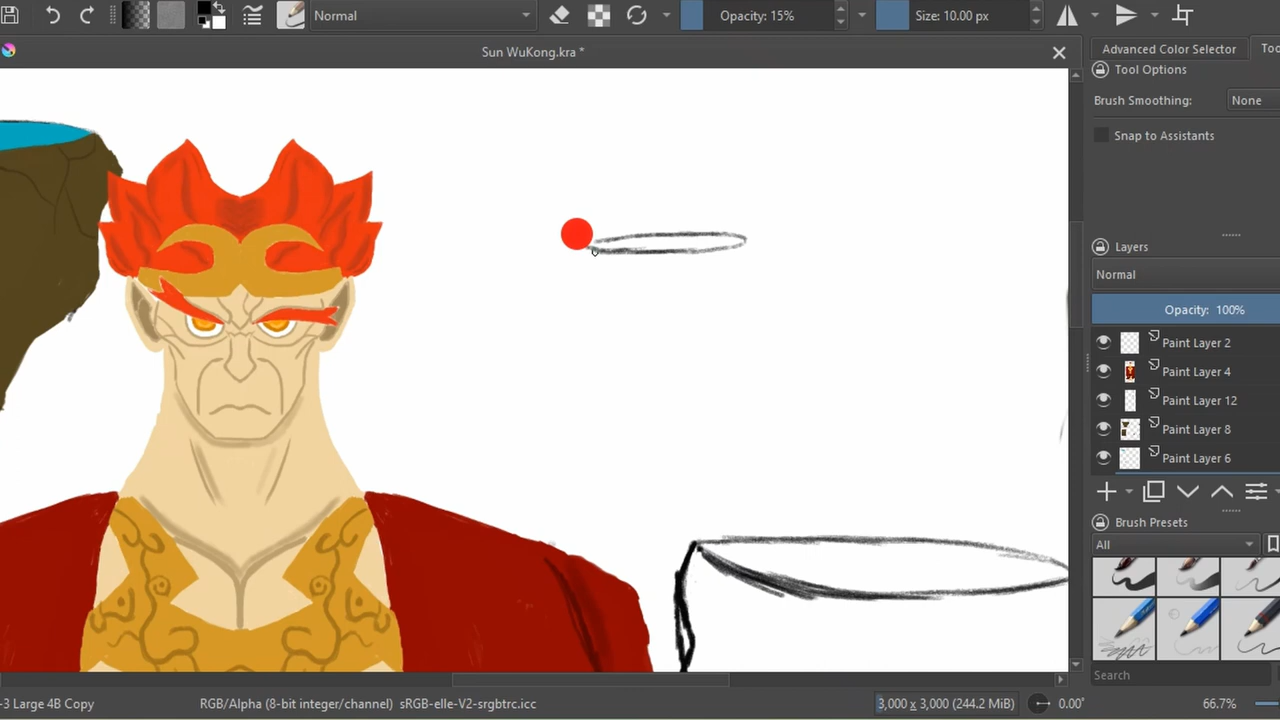 Normal
Opacity: 15%
Size: 10.00 px
Sun WuKong.kra *
Advanced Color Selector
Tool Options
Brush Smoothing:
None
Snap to Assistants
Layers
Normal
Opacity: 100%
Paint Layer 2
Paint Layer 4
Paint Layer 12
Paint Layer 8
Paint Layer 6
Brush Presets
All
Search
-3 Large 4B Copy
RGB/Alpha (8-bit integer/channel) sRGB-elle-V2-srgbtrc.icc
3,000 x 3,000 (244.2 MiB)
0.00°
66.7%